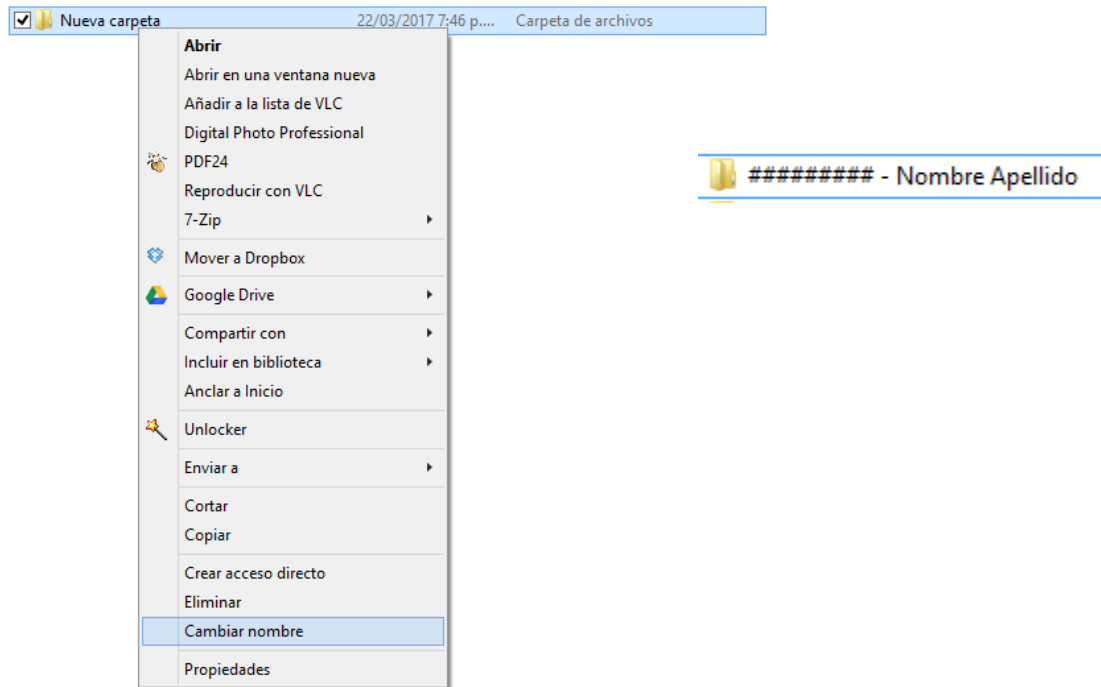 Nueva carpeta 22/03/2017 7:46 p.... Carpeta de archivos
Abrir
Abrir en una ventana nueva
Añadir a la lista de VLC
Digital Photo Professional
PDF24
Reproducir con VLC
7-Zip
Mover a Dropbox
Google Drive
Compartir con
Incluir en biblioteca
Anclar a Inicio
Unlocker
Enviar a
Cortar
Copiar
Crear acceso directo
Eliminar
Cambiar nombre
Propiedades
######### - Nombre Apellido